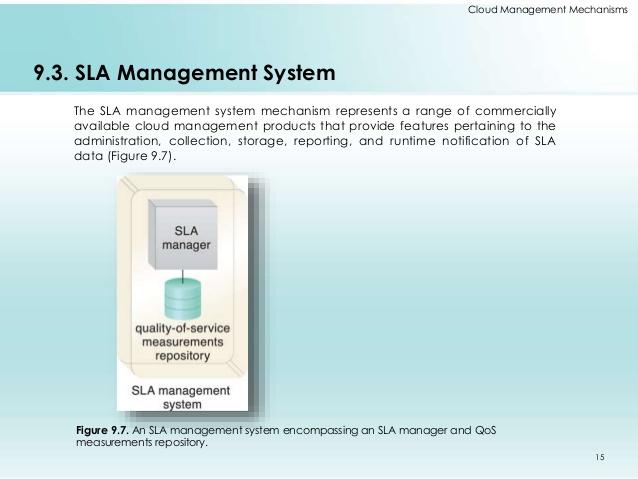 Cloud Management Mechanisms
9.3. SLA Management System
The SLA management system mechanism represents a range of commercially
available cloud management products that provide features pertaining to the
administration, collection, storage, reporting, and runtime notification of SLA
data (Figure 9.7).
SLA
manager
quality-of-service
measurements
repository
SLA management
system
Figure 9.7. An SLA management system encompassing an SLA manager and QoS
measurements repository.
15